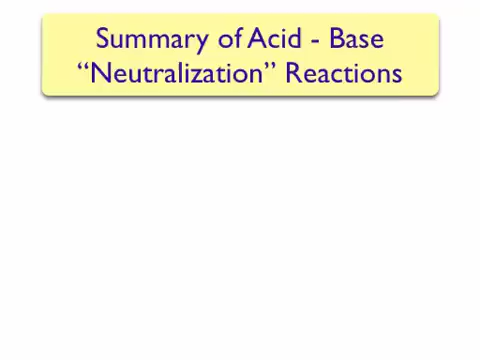 Summary of Acid - Base
“Neutralization” Reactions